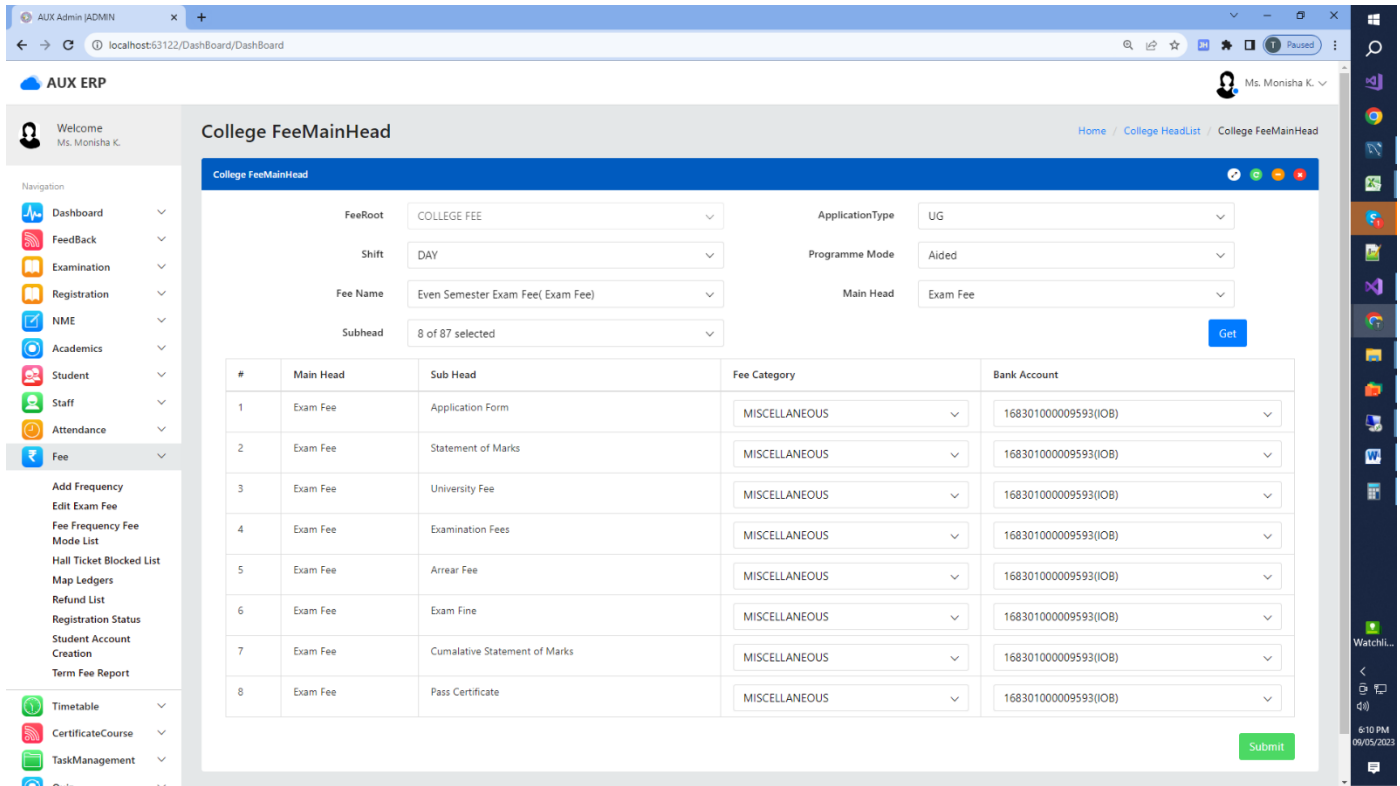 AUX Admin |ADMIN
localhost:63122/DashBoard/DashBoard
T Paused
AUX ERP
Ms. Monisha K.
Welcome
Ms. Monisha K.
College FeeMainHead
Home / College HeadList / College FeeMainHead
Navigation
Dashboard
FeedBack
Examination
Registration
NME
Academics
Student
Staff
Attendance
Fee
Add Frequency
Edit Exam Fee
Fee Frequency Fee
Mode List
Hall Ticket Blocked List
Map Ledgers
Refund List
Registration Status
Student Account
Creation
Term Fee Report
Timetable
CertificateCourse
TaskManagement
College FeeMainHead
FeeRoot COLLEGE FEE ApplicationType UG
Shift DAY Programme Mode Aided
Fee Name Even Semester Exam Fee( Exam Fee) Main Head Exam Fee
Subhead 8 of 87 selected Get
# Main Head Sub Head Fee Category Bank Account
1 Exam Fee Application Form MISCELLANEOUS 168301000009593(IOB)
2 Exam Fee Statement of Marks MISCELLANEOUS 168301000009593(IOB)
3 Exam Fee University Fee MISCELLANEOUS 168301000009593(IOB)
4 Exam Fee Examination Fees MISCELLANEOUS 168301000009593(IOB)
5 Exam Fee Arrear Fee MISCELLANEOUS 168301000009593(IOB)
6 Exam Fee Exam Fine MISCELLANEOUS 168301000009593(IOB)
7 Exam Fee Cumalative Statement of Marks MISCELLANEOUS 168301000009593(IOB)
8 Exam Fee Pass Certificate MISCELLANEOUS 168301000009593(IOB)
Submit
Watchli...
6:10 PM
09/05/2023